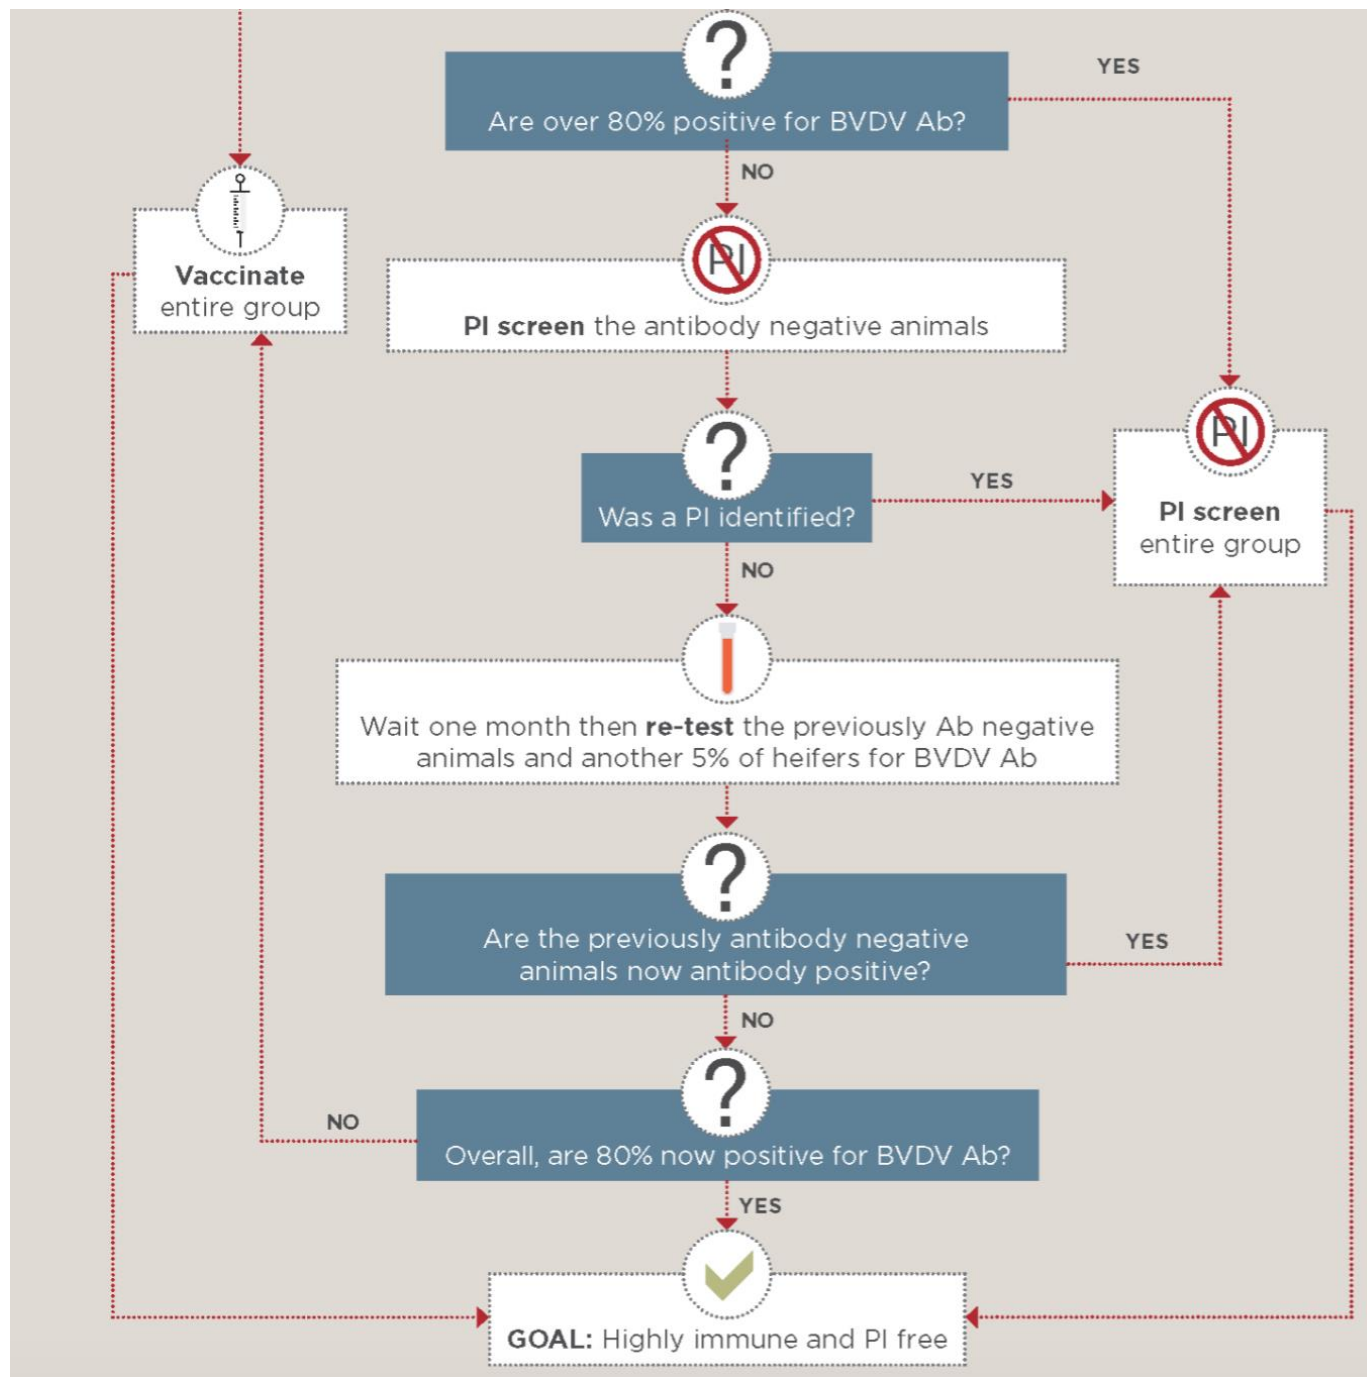 Are over 80% positive for BVDV Ab?
YES
NO
Vaccinate
entire group
PI
PI screen the antibody negative animals
Was a PI identified?
YES
PI
PI screen
entire group
NO
Wait one month then re-test the previously Ab negative
animals and another 5% of heifers for BVDV Ab
Are the previously antibody negative
animals now antibody positive?
YES
NO
NO
Overall, are 80% now positive for BVDV Ab?
YES
GOAL: Highly immune and PI free